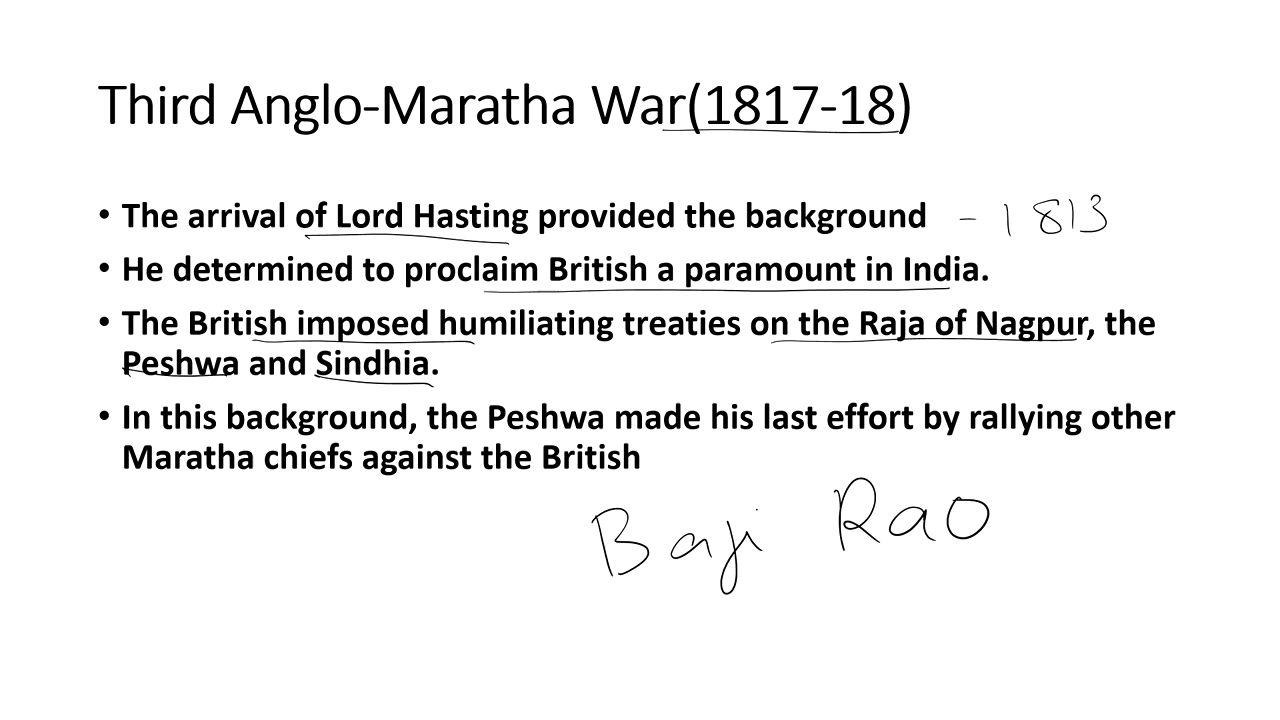 Third Anglo-Maratha War(1817-18)
• The arrival of Lord Hasting provided the background - 1813
• He determined to proclaim British a paramount in India.
• The British imposed humiliating treaties on the Raja of Nagpur, the
Peshwa and Sindhia.
• In this background, the Peshwa made his last effort by rallying other
Maratha chiefs against the British
Baji Rao